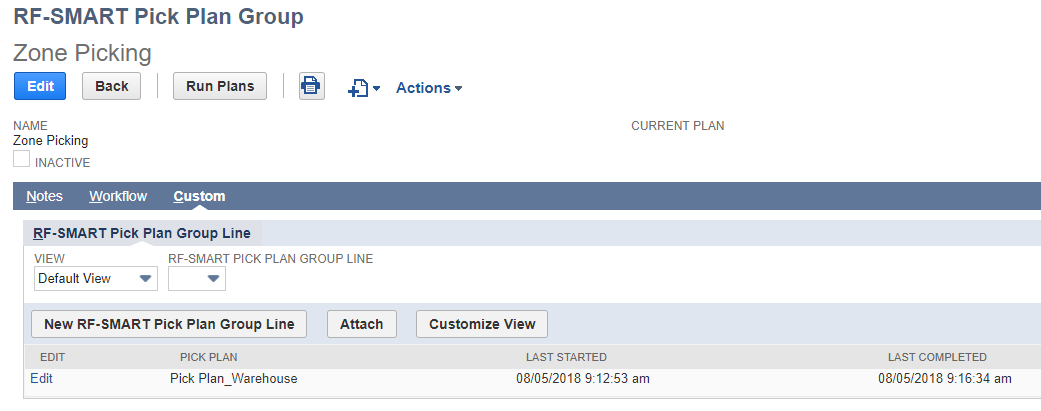 RF-SMART Pick Plan Group
Zone Picking
Edit Back Run Plans Actions
NAME CURRENT PLAN
Zone Picking
INACTIVE
Notes Workflow Custom
RF-SMART Pick Plan Group Line
VIEW RF-SMART PICK PLAN GROUP LINE
Default View
New RF-SMART Pick Plan Group Line Attach Customize View
EDIT PICK PLAN LAST STARTED LAST COMPLETED
Edit Pick Plan_Warehouse 08/05/2018 9:12:53 am 08/05/2018 9:16:34 am